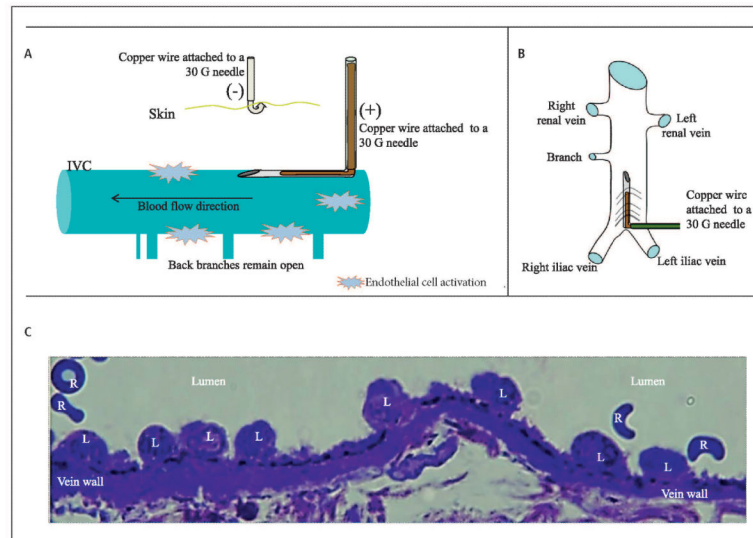 A
Copper wire attached to a
30 G needle
(-)
Skin
(+)
Copper wire attached to a
30 G needle
IVC
Blood flow direction
Back branches remain open
Endothelial cell activation
B
Right
renal vein
Left
renal vein
Branch
Copper wire
attached to a
30 G needle
Right iliac vein
Left iliac vein
C
Lumen
Lumen
R
R
L
L
L
L
L
L
L
L
R
R
Vein wall
Vein wall